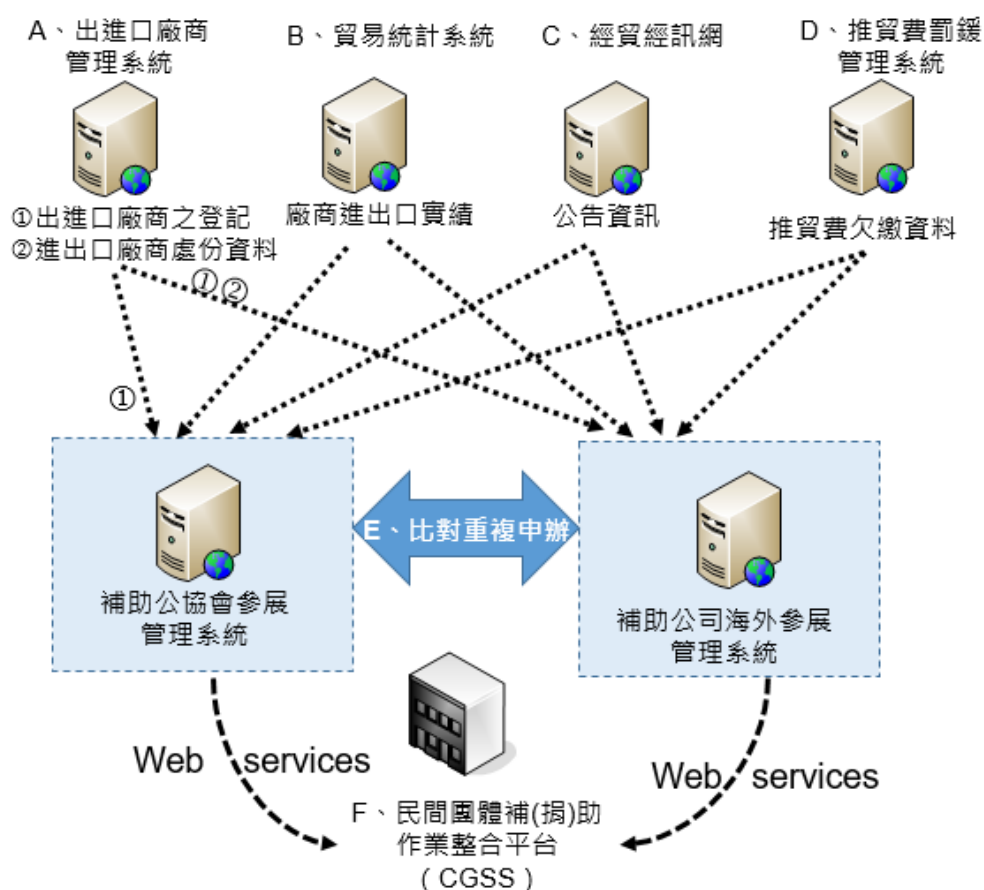 A、出進口廠商
管理系統
B、貿易統計系統
C、經貿經訊網
D、推貿費罰鍰
管理系統
①出進口廠商之登記
②進出口廠商處份資料
廠商進出口實績
公告資訊
推貿費欠繳資料
①②
①
E、比對重複申辦
補助公協會參展
管理系統
補助公司海外參展
管理系統
Web services
Web services
F、民間團體補(捐)助
作業整合平台
(CGSS)